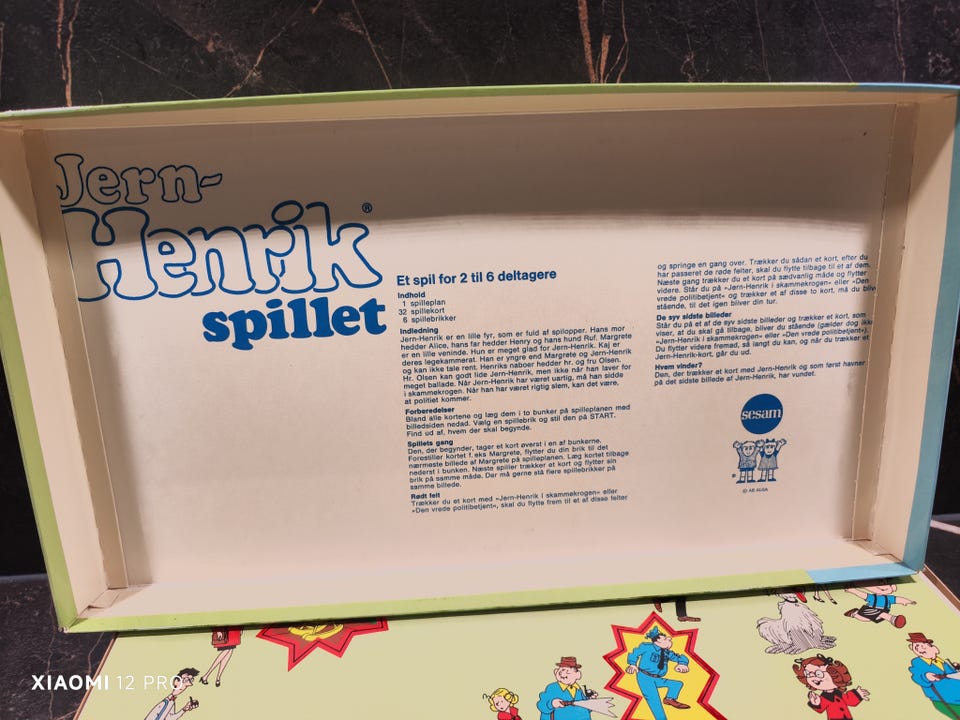 Jern-
Henrik®
spillet
Et spil for 2 til 6 deltagere
Indhold
1 spilleplan
32 spillekort
6 spillebrikker
Indledning
Jern-Henrik er en lille fyr, som er fuld af spilopper. Hans mor
hedder Alice, hans far hedder Henry og hans hund Ruf. Margrete
er en lille veninde. Hun er meget glad for Jern-Henrik. Kaj er
deres legekammerat. Han er yngre end Margrete og Jern-Henrik
og kan ikke tale rent. Henriks naboer hedder hr. og fru Olsen.
Hr. Olsen kan godt lide Jern-Henrik, men ikke når han laver for
meget ballade. Når Jern-Henrik har været uartig, må han sidde
i skammekrogen. Når han har været rigtig slem, kan det være,
at politiet kommer.
Forberedelser
Bland alle kortene og læg dem i to bunker på spilleplanen med
billedsiden nedad. Vælg en spillebrik og stil den på START.
Find ud af, hvem der skal begynde.
Spillets gang
Den, der begynder, tager et kort øverst i en af bunkerne.
Forestiller kortet f.eks Margrete, flytter du din brik til det
nærmeste billede af Margrete på spilleplanen. Læg kortet tilbage
nederst i bunken. Næste spiller trækker et kort og flytter sin
brik på samme måde. Der må gerne stå flere spillebrikker på
samme billede.
Rødt felt
Trækker du et kort med »Jern-Henrik i skammekrogen» eller
»Den vrede politibetjent», skal du flytte frem til et af disse felter
og springe en gang over. Trækker du sådan et kort, efter du
har passeret de røde felter, skal du flytte tilbage til et af dem.
Næste gang trækker du et kort på sædvanlig måde og flytter
videre. Står du på »Jern-Henrik i skammekrogen» eller »Den
vrede politibetjent» og trækker et af disse to kort, må du blive
stående, til det igen bliver din tur.
De syv sidste billeder
Står du på et af de syv sidste billeder og trækker et kort, som
viser, at du skal gå tilbage, bliver du stående (gælder dog ikke
»Jern-Henrik i skammekrogen» eller »Den vrede politibetjent»).
Du flytter videre fremad, så langt du kan, og når du trækker et
Jern-Henrik-kort, går du ud.
Hvem vinder?
Den, der trækker et kort med Jern-Henrik og som først havner
på det sidste billede af Jern-Henrik, har vundet.
sesam
© AB ALGA
XIAOMI 12 PRO